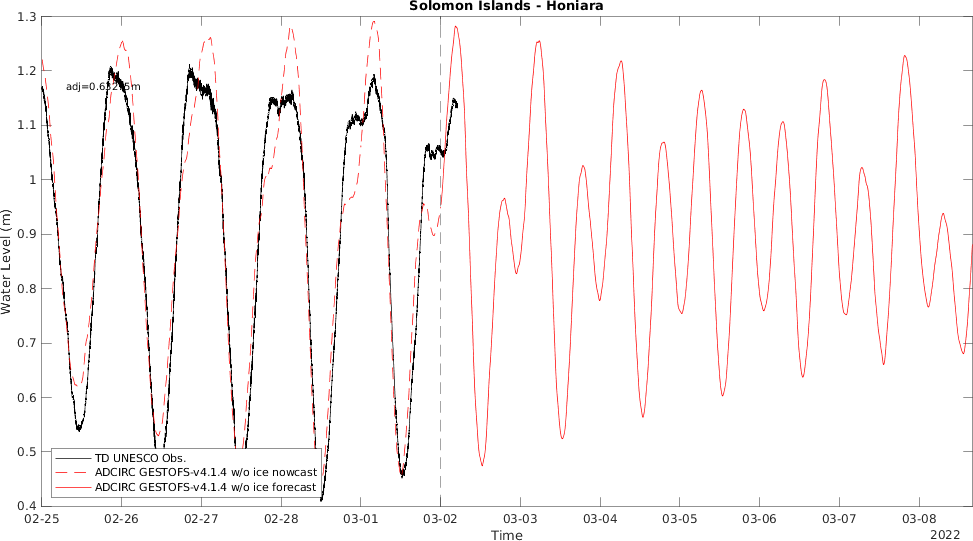 Solomon Islands - Honiara
1.3
1.2
1.1
1
0.9
0.8
0.7
0.6
0.5
0.4
Water Level (m)
TD UNESCO Obs.
ADCIRC GESTOFS-v4.1.4 w/o ice nowcast
ADCIRC GESTOFS-v4.1.4 w/o ice forecast
02-25 02-26 02-27 02-28 03-01 03-02 03-03 03-04 03-05 03-06 03-07 03-08
Time
2022